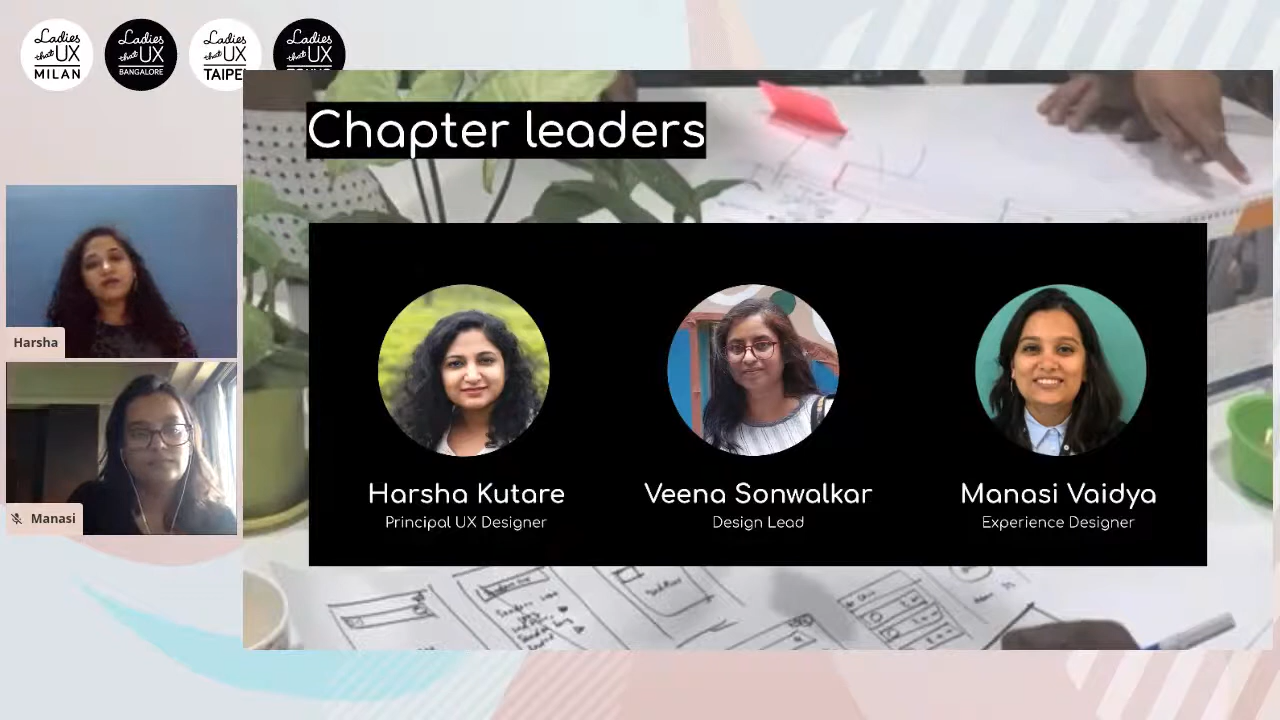 Ladies
that UX
MILAN
Ladies
that UX
BANGALORE
Ladies
that UX
TAIPE
Ladies
that UX
Chapter leaders
Harsha
Manasi
Harsha Kutare
Principal UX Designer
Veena Sonwalkar
Design Lead
Manasi Vaidya
Experience Designer